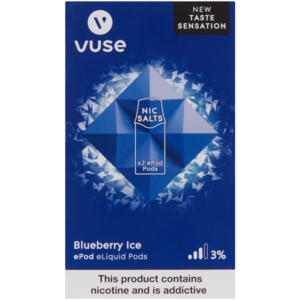 NEW
TASTE
SENSATION
VUSE
NIC
SALTS
x2 ePod
Pods
Blueberry Ice
ePod eLiquid Pods
3%
This product contains
nicotine and is addictive